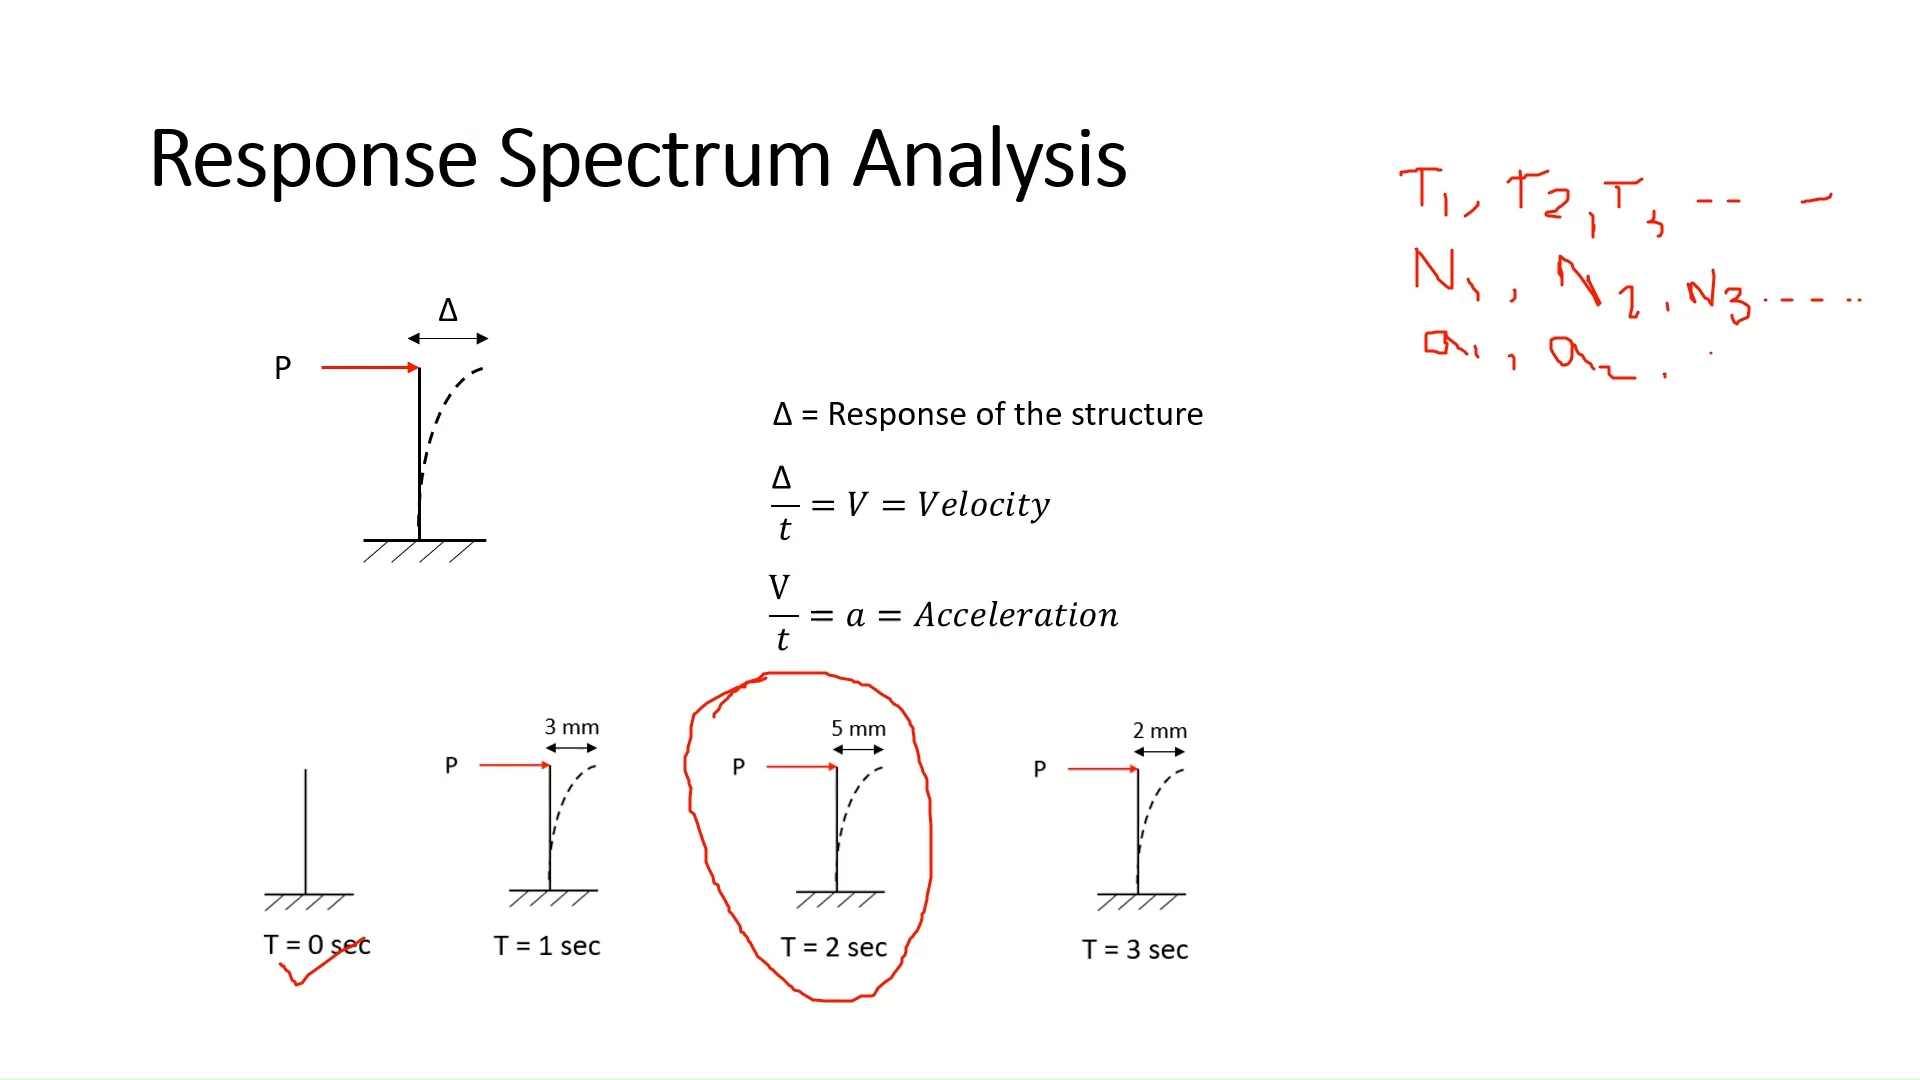 Response Spectrum Analysis
T1, T2, T3 -- -
N1, N2, N3 - - - - -
a1, a2.
Δ
P
Δ = Response of the structure
Δ/t = V = Velocity
V/t = a = Acceleration
3 mm
5 mm
2 mm
P
P
P
T = 0 sec
T = 1 sec
T = 2 sec
T = 3 sec